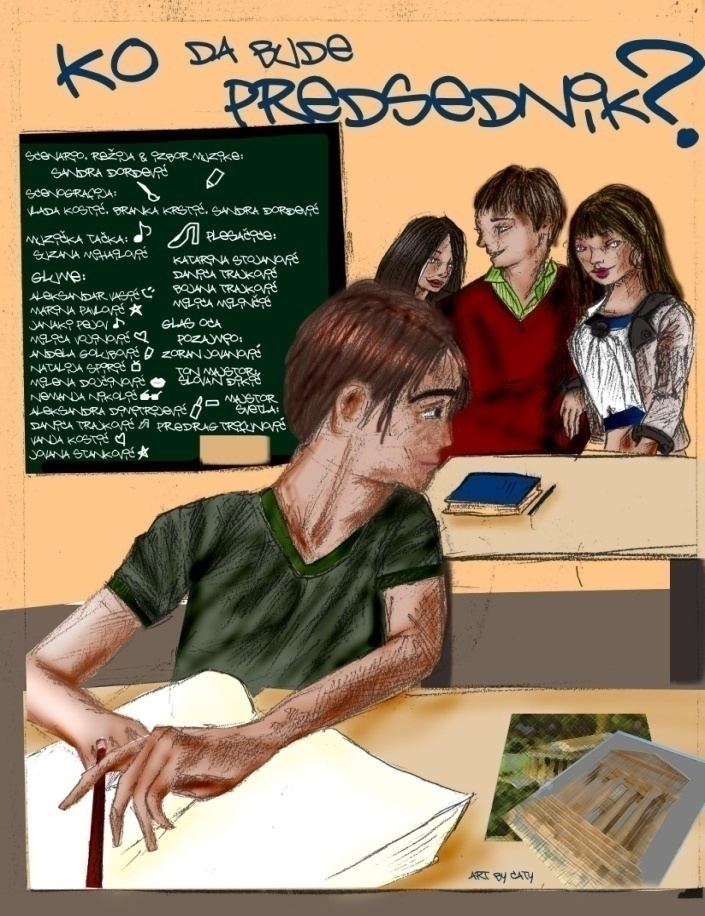 KO DA BUDE
PREDSEDNIK?
SCENARIO, REŽIJA & IZBOR MUZIKE:
SANDRA ĐORĐEVIĆ
SCENOGRAFIJA:
VLADA KOSTIĆ, BRANKA KRSTIĆ, SANDRA ĐORĐEVIĆ
MUZIČKA TAČKA:
SUZANA MIHAJLOVIĆ
GLUME:
ALEKSANDAR VASIĆ
MARINA PAVLOVIĆ
JANAKI PEJOV
MILICA VOJINOVIĆ
ANĐELA GOLUBOVIĆ
NATALIJA
MILENA DOJČINOVIĆ
NEMANJA NIKOLIĆ
ALEKSANDRA DIMITRIJEVIĆ
DANICA TRAJKOVIĆ
VANJA KOSTIĆ
JOVANA STANKOVIĆ
PLESAČICE:
KATARINA STOJANOVIĆ
DANICA TRAJKOVIĆ
BOJANA TRAJKOVIĆ
MILICA
GLAS OCA
POZAJMIO:
ZORAN JOVANOVIĆ
TON MAJSTOR:
SLOVAN ĐIKIĆ
MAJSTOR
SVETLA:
PREDRAG
ART BY CATY